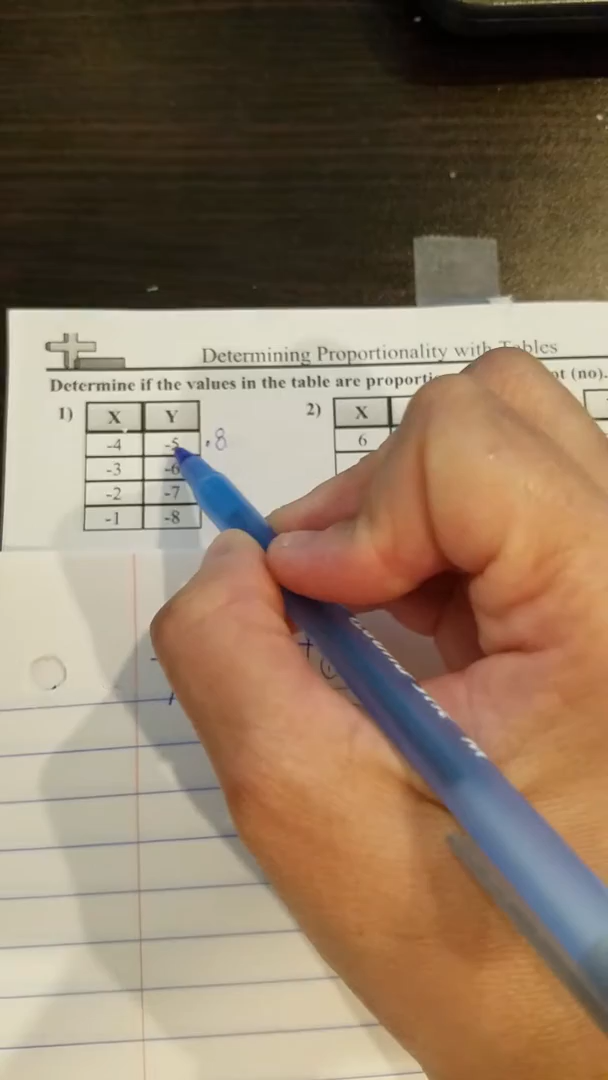 Determining Proportionality with Tables
Determine if the values in the table are ot (no).
1) X Y
-4 -5 .8
-3 -6
-2 -7
-1 -8
2) X
6